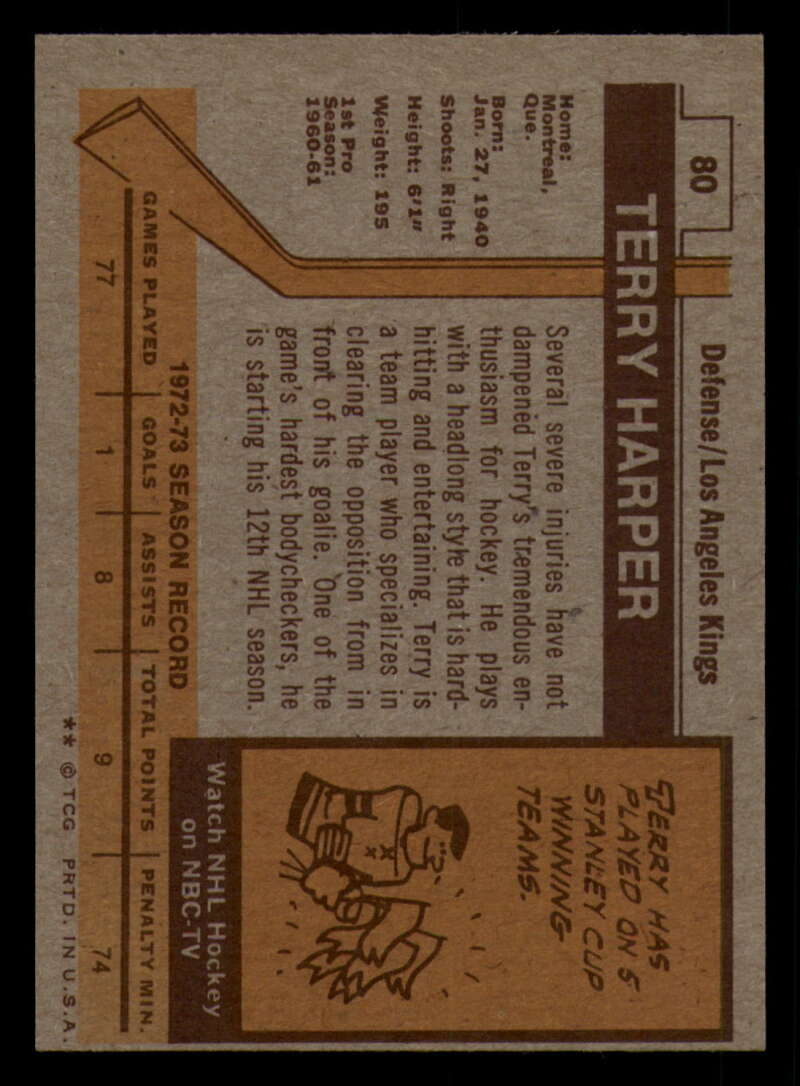 80
Defense/Los Angeles Kings
TERRY HARPER
Home:
Montreal,
Que.
Born:
Jan. 27, 1940
Shoots: Right
Height: 6'1"
Weight: 195
1st Pro
Season:
1960-61
Several severe injuries have not
dampened Terry's tremendous en-
thusiasm for hockey. He plays
with a headlong style that is hard-
hitting and entertaining. Terry is
a team player who specializes in
clearing the opposition from in
front of his goalie. One of the
game's hardest bodycheckers, he
is starting his 12th NHL season.
TERRY HAS
PLAYED ON 5
STANLEY CUP
WINNING
TEAMS.
Watch NHL Hockey
on NBC-TV
1972-73 SEASON RECORD
GAMES PLAYED GOALS ASSISTS TOTAL POINTS PENALTY MIN.
77 1 8 9 74
** © TCG PRTD. IN U.S.A.